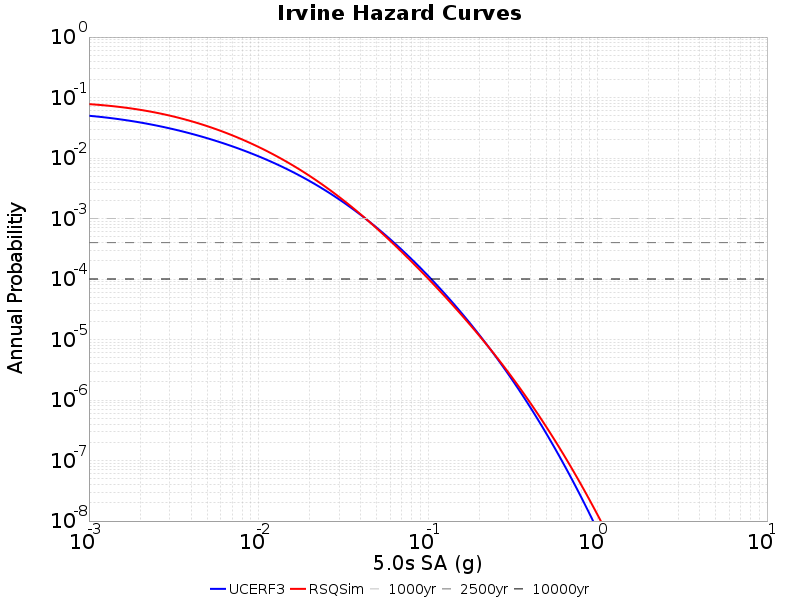 Irvine Hazard Curves
10^0
10^-1
10^-2
10^-3
10^-4
10^-5
10^-6
10^-7
10^-8
Annual Probabilitiy
10^-3 10^-2 10^-1 10^0 10^1
5.0s SA (g)
UCERF3 RSQSim 1000yr 2500yr 10000yr